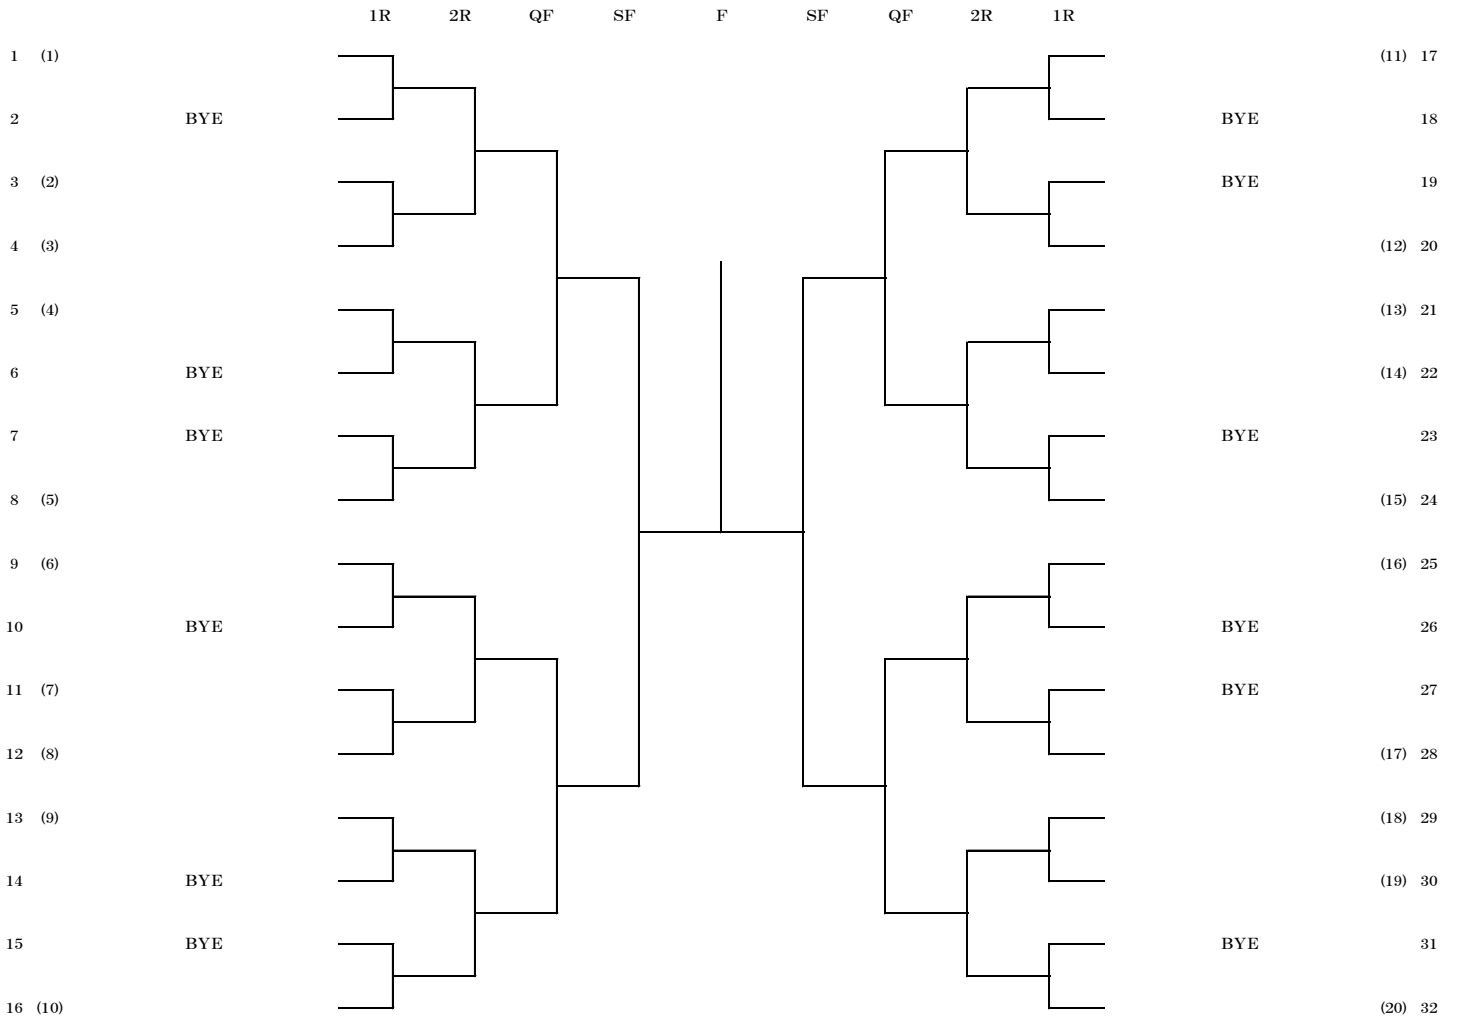 1R 2R QF SF F SF QF 2R 1R
1 (1) (11) 17
2 BYE BYE 18
3 (2) BYE 19
4 (3) (12) 20
5 (4) (13) 21
6 BYE (14) 22
7 BYE BYE 23
8 (5) (15) 24
9 (6) (16) 25
10 BYE BYE 26
11 (7) BYE 27
12 (8) (17) 28
13 (9) (18) 29
14 BYE (19) 30
15 BYE BYE 31
16 (10) (20) 32